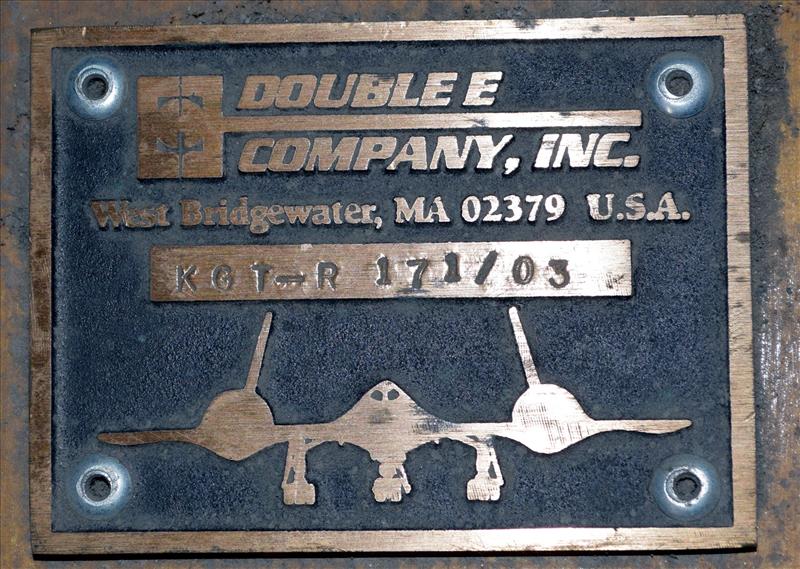 DOUBLE E
COMPANY, INC.
West Bridgewater, MA 02379 U.S.A.
KGT-R 171/03